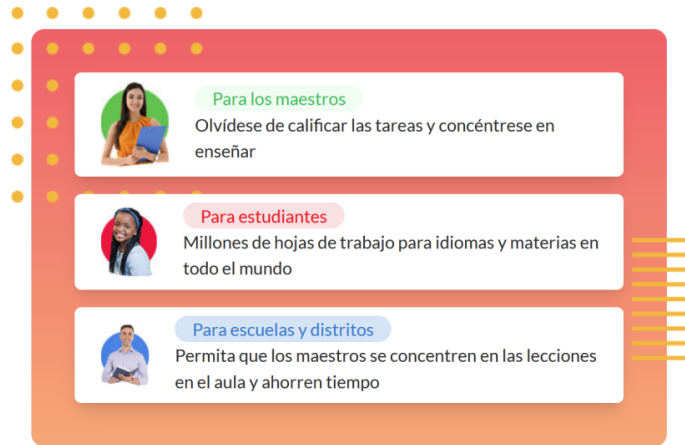 Para los maestros
Olvídese de calificar las tareas y concéntrese en
enseñar
Para estudiantes
Millones de hojas de trabajo para idiomas y materias en
todo el mundo
Para escuelas y distritos
Permita que los maestros se concentren en las lecciones
en el aula y ahorren tiempo